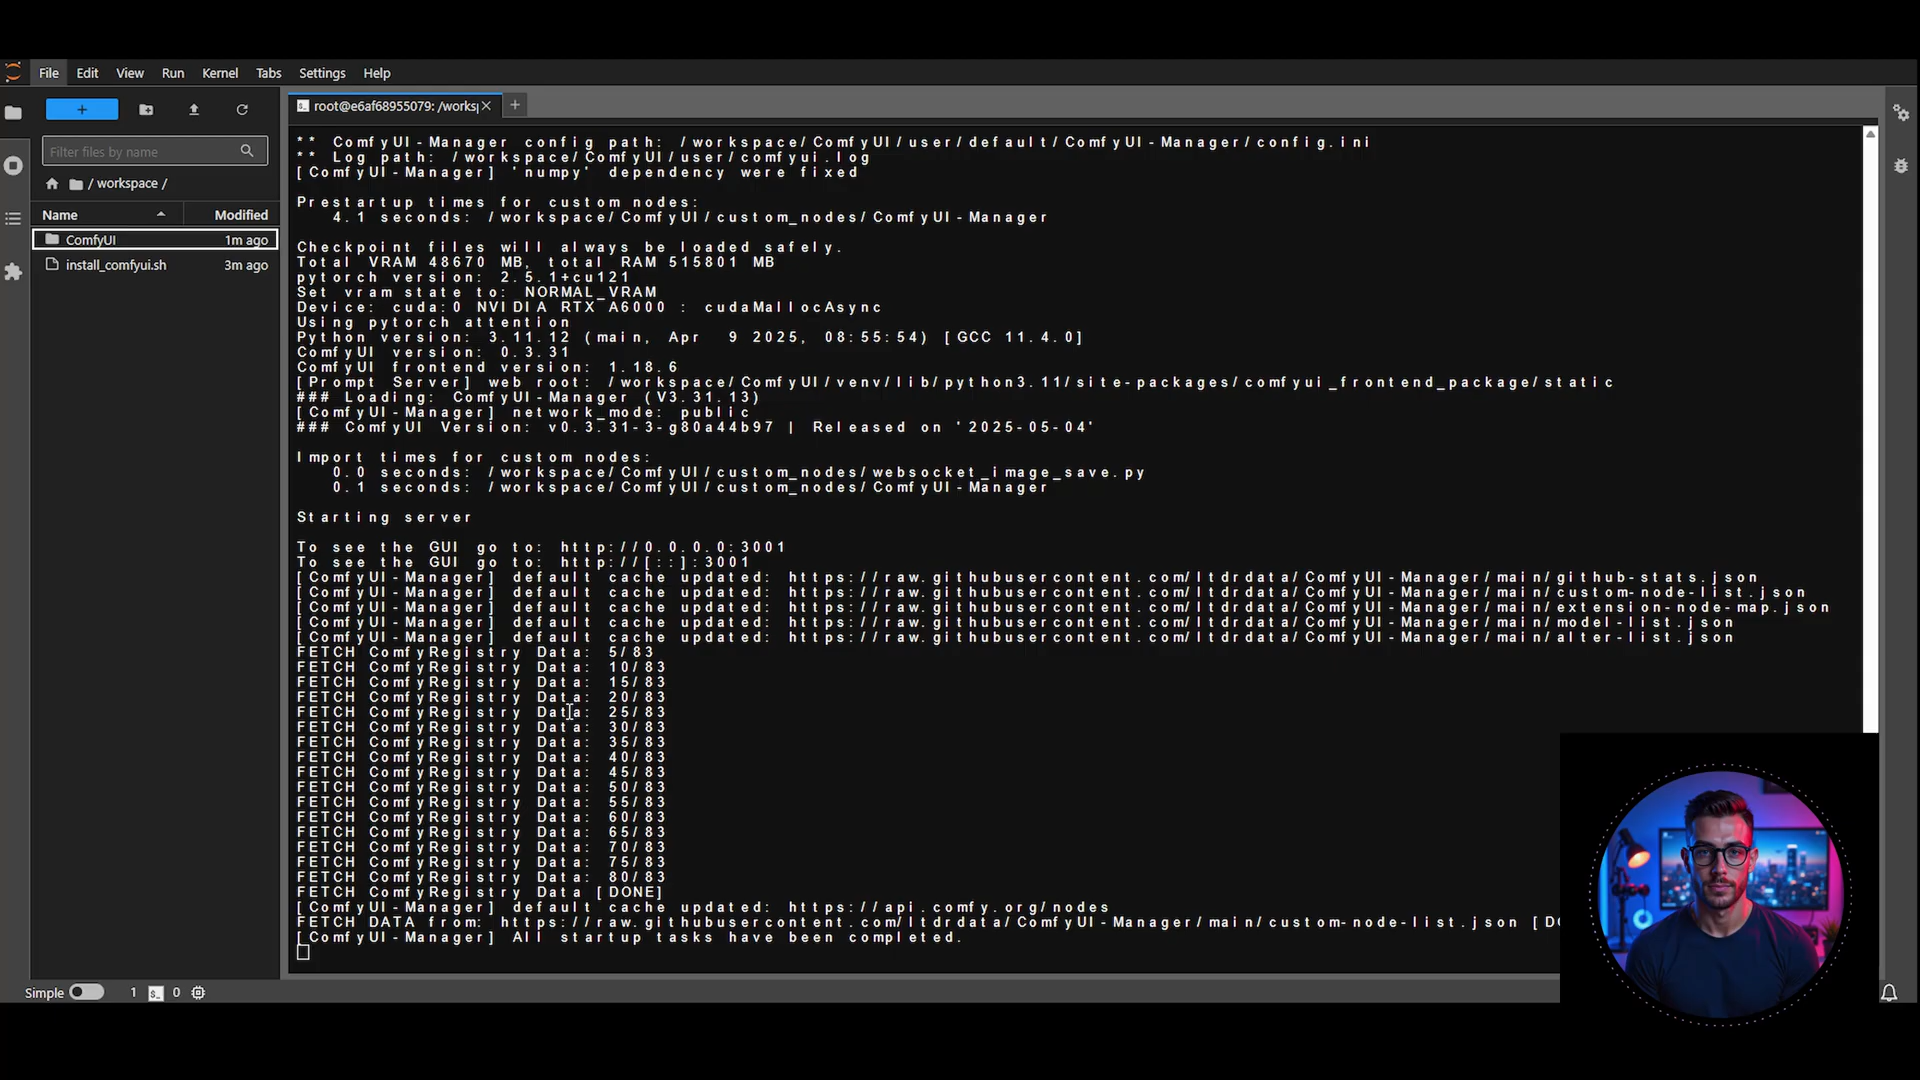 File Edit View Run Kernel Tabs Settings Help
root@e6af68955079: /works
Filter files by name
/ workspace /
Name Modified
ComfyUI 1m ago
install_comfyui.sh 3m ago
** ComfyUI-Manager config path: /workspace/ComfyUI/user/default/ComfyUI-Manager/config.ini
** Log path: /workspace/ComfyUI/user/comfyui.log
[ComfyUI-Manager] 'numpy' dependency were fixed
Prestartup times for custom nodes:
4.1 seconds: /workspace/ComfyUI/custom_nodes/ComfyUI-Manager
Checkpoint files will always be loaded safely.
Total VRAM 48670 MB, total RAM 515801 MB
pytorch version: 2.5.1+cu121
Set vram state to: NORMAL_VRAM
Device: cuda:0 NVIDIA RTX A6000 : cudaMallocAsync
Using pytorch attention
Python version: 3.11.12 (main, Apr  9 2025, 08:55:54) [GCC 11.4.0]
ComfyUI version: 0.3.31
ComfyUI frontend version: 1.18.6
[Prompt Server] web root: /workspace/ComfyUI/venv/lib/python3.11/site-packages/comfyui_frontend_package/static
### Loading: ComfyUI-Manager (V3.31.13)
[ComfyUI-Manager] network_mode: public
### ComfyUI Version: v0.3.31-3-g80a44b97 | Released on '2025-05-04'
Import times for custom nodes:
0.0 seconds: /workspace/ComfyUI/custom_nodes/websocket_image_save.py
0.1 seconds: /workspace/ComfyUI/custom_nodes/ComfyUI-Manager
Starting server
To see the GUI go to: http://0.0.0.0:3001
To see the GUI go to: http://[::]:3001
[ComfyUI-Manager] default cache updated: https://raw.githubusercontent.com/ltdrdata/ComfyUI-Manager/main/github-stats.json
[ComfyUI-Manager] default cache updated: https://raw.githubusercontent.com/ltdrdata/ComfyUI-Manager/main/custom-node-list.json
[ComfyUI-Manager] default cache updated: https://raw.githubusercontent.com/ltdrdata/ComfyUI-Manager/main/extension-node-map.json
[ComfyUI-Manager] default cache updated: https://raw.githubusercontent.com/ltdrdata/ComfyUI-Manager/main/model-list.json
[ComfyUI-Manager] default cache updated: https://raw.githubusercontent.com/ltdrdata/ComfyUI-Manager/main/alter-list.json
FETCH ComfyRegistry Data: 5/83
FETCH ComfyRegistry Data: 10/83
FETCH ComfyRegistry Data: 15/83
FETCH ComfyRegistry Data: 20/83
FETCH ComfyRegistry Data: 25/83
FETCH ComfyRegistry Data: 30/83
FETCH ComfyRegistry Data: 35/83
FETCH ComfyRegistry Data: 40/83
FETCH ComfyRegistry Data: 45/83
FETCH ComfyRegistry Data: 50/83
FETCH ComfyRegistry Data: 55/83
FETCH ComfyRegistry Data: 60/83
FETCH ComfyRegistry Data: 65/83
FETCH ComfyRegistry Data: 70/83
FETCH ComfyRegistry Data: 75/83
FETCH ComfyRegistry Data: 80/83
FETCH ComfyRegistry Data [DONE]
[ComfyUI-Manager] default cache updated: https://api.comfy.org/nodes
FETCH DATA from: https://raw.githubusercontent.com/ltdrdata/ComfyUI-Manager/main/custom-node-list.json [DO
[ComfyUI-Manager] All startup tasks have been completed.
Simple 1 0